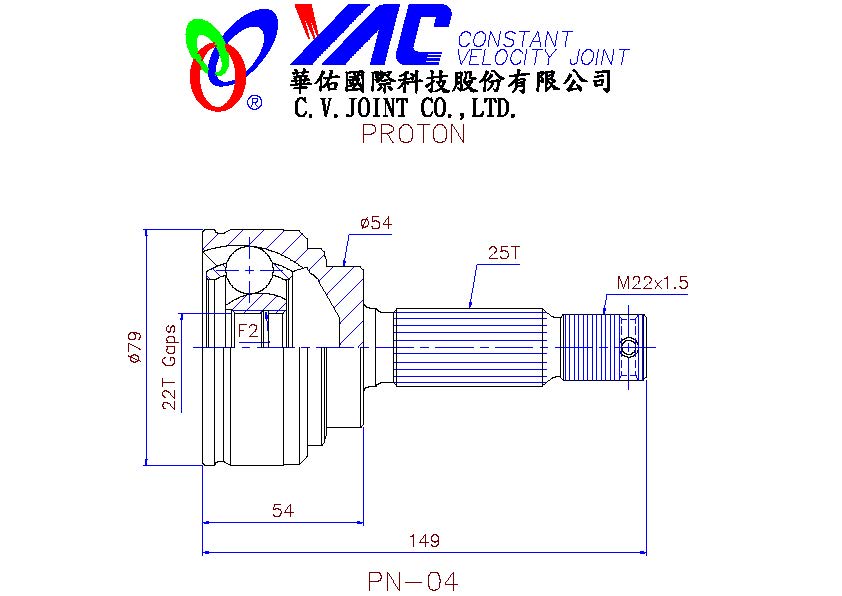 YAC CONSTANT
VELOCITY JOINT
®
華佑國際科技股份有限公司
C.V.JOINT CO.,LTD.
PROTON
ø54
25T
M22x1.5
F2
ø79
22T Gaps
54
149
PN-04